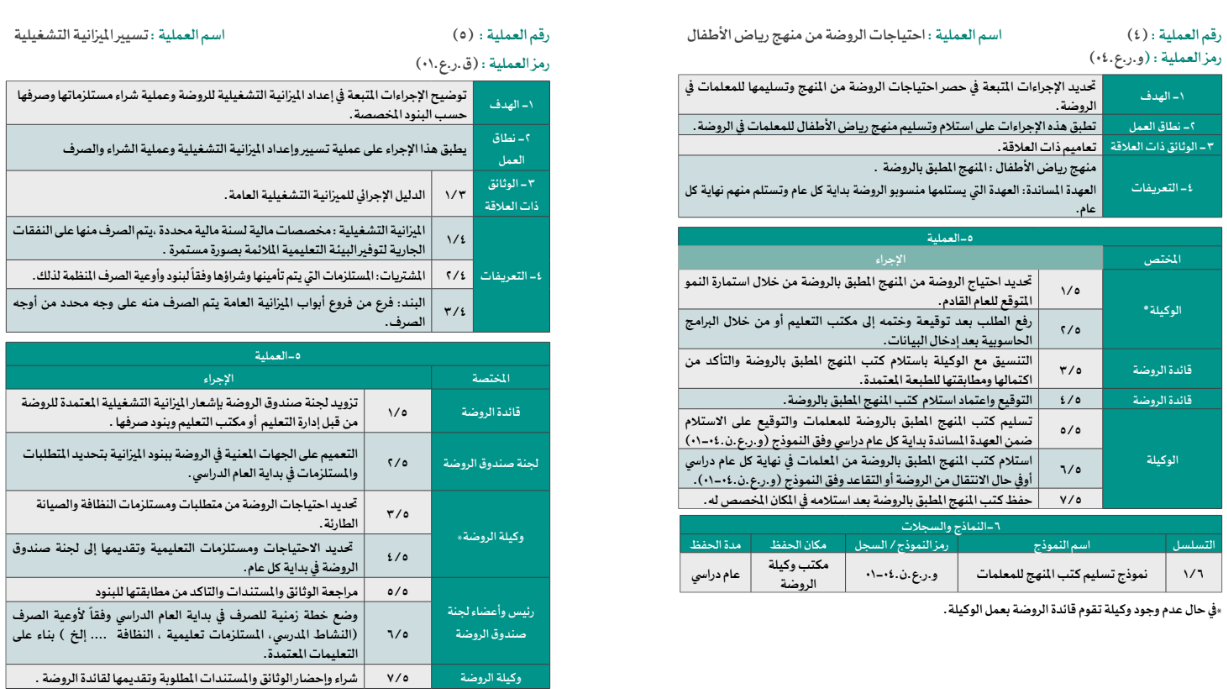 رقم العملية : (٤) اسم العملية : احتياجات الروضة من منهج رياض الأطفال
رمز العملية : (و.ر.ع.٠٤)
١- الهدف
تحديد الإجراءات المتبعة في حصر احتياجات الروضة من المنهج وتسليمها للمعلمات في
الروضة.
٢- نطاق العمل
تطبق هذه الإجراءات على استلام وتسليم منهج رياض الأطفال للمعلمات في الروضة.
٣- الوثائق ذات العلاقة
تعاميم ذات العلاقة.
٤- التعريفات
منهج رياض الأطفال : المنهج المطبق بالروضة .
العهدة المساندة: العهدة التي يستلمها منسوبو الروضة بداية كل عام وتستلم منهم نهاية كل
عام.
٥-العملية
المختص الإجراء
الوكيلة*
١/٥ تحديد احتياج الروضة من المنهج المطبق بالروضة من خلال استمارة النمو
المتوقع للعام القادم.
٢/٥ رفع الطلب بعد توقيعة وختمه إلى مكتب التعليم أو من خلال البرامج
الحاسوبية بعد إدخال البيانات.
قائدة الروضة
٣/٥ التنسيق مع الوكيلة باستلام كتب المنهج المطبق بالروضة والتأكد من
اكتمالها ومطابقتها للطبعة المعتمدة.
قائدة الروضة
٤/٥ التوقيع واعتماد استلام كتب المنهج المطبق بالروضة.
الوكيلة
٥/٥ تسليم كتب المنهج المطبق بالروضة للمعلمات والتوقيع على الاستلام
ضمن العهدة المساندة بداية كل عام دراسي وفق النموذج (و.ر.ع.ن.٠٤-٠١)
٦/٥ استلام كتب المنهج المطبق بالروضة من المعلمات في نهاية كل عام دراسي
أوفي حال الانتقال من الروضة أو التقاعد وفق النموذج (و.ر.ع.ن.٠٤-٠١).
٧/٥ حفظ كتب المنهج المطبق بالروضة بعد استلامه في المكان المخصص له.
٦-النماذج والسجلات
التسلسل اسم النموذج رمز النموذج/ السجل مكان الحفظ مدة الحفظ
١/٦ نموذج تسليم كتب المنهج للمعلمات و.ر.ع.ن.٠٤-٠١ مكتب وكيلة
الروضة عام دراسي
*في حال عدم وجود وكيلة تقوم قائدة الروضة بعمل الوكيلة.
رقم العملية : (٥) اسم العملية : تسيير الميزانية التشغيلية
رمز العملية : (ق.ر.ع.٠١)
١- الهدف
توضيح الإجراءات المتبعة في إعداد الميزانية التشغيلية للروضة وعملية شراء مستلزماتها وصرفها
حسب البنود المخصصة.
٢- نطاق
العمل
يطبق هذا الإجراء على عملية تسيير وإعداد الميزانية التشغيلية وعملية الشراء والصرف
٣- الوثائق
ذات العلاقة
١/٣ الدليل الإجرائي للميزانية التشغيلية العامة.
٤- التعريفات
١/٤ الميزانية التشغيلية : مخصصات مالية لسنة مالية محددة ،يتم الصرف منها على النفقات
الجارية لتوفير البيئة التعليمية الملائمة بصورة مستمرة .
٢/٤ المشتريات: المستلزمات التي يتم تأمينها وشراؤها وفقاً لبنود وأوعية الصرف المنظمة لذلك.
٣/٤ البند: فرع من فروع أبواب الميزانية العامة يتم الصرف منه على وجه محدد من أوجه
الصرف.
٥-العملية
المختصة الإجراء
قائدة الروضة
١/٥ تزويد لجنة صندوق الروضة بإشعار الميزانية التشغيلية المعتمدة للروضة
من قبل إدارة التعليم أو مكتب التعليم وبنود صرفها .
لجنة صندوق الروضة
٢/٥ التعميم على الجهات المعنية في الروضة ببنود الميزانية بتحديد المتطلبات
والمستلزمات في بداية العام الدراسي.
وكيلة الروضة*
٣/٥ تحديد احتياجات الروضة من متطلبات ومستلزمات النظافة والصيانة
الطارئة.
٤/٥ تحديد الاحتياجات ومستلزمات التعليمية وتقديمها إلى لجنة صندوق
الروضة في بداية كل عام.
رئيس وأعضاء لجنة
صندوق الروضة
٥/٥ مراجعة الوثائق والمستندات والتاكد من مطابقتها للبنود
٦/٥ وضع خطة زمنية للصرف في بداية العام الدراسي وفقاً لأوعية الصرف
(النشاط المدرسي، المستلزمات تعليمية ، النظافة .... إلخ ) بناء على
التعليمات المعتمدة.
وكيلة الروضة
٧/٥ شراء وإحضار الوثائق والمستندات المطلوبة وتقديمها لقائدة الروضة .